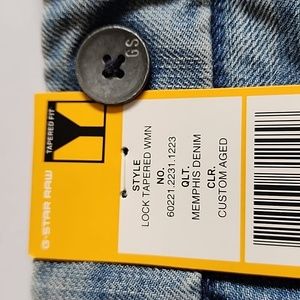 GS
TAPERED FIT
G-STAR RAW
STYLE
LOCK TAPERED WMN
NO.
60221.2231.1223
QLT.
MEMPHIS DENIM
CLR.
CUSTOM AGED